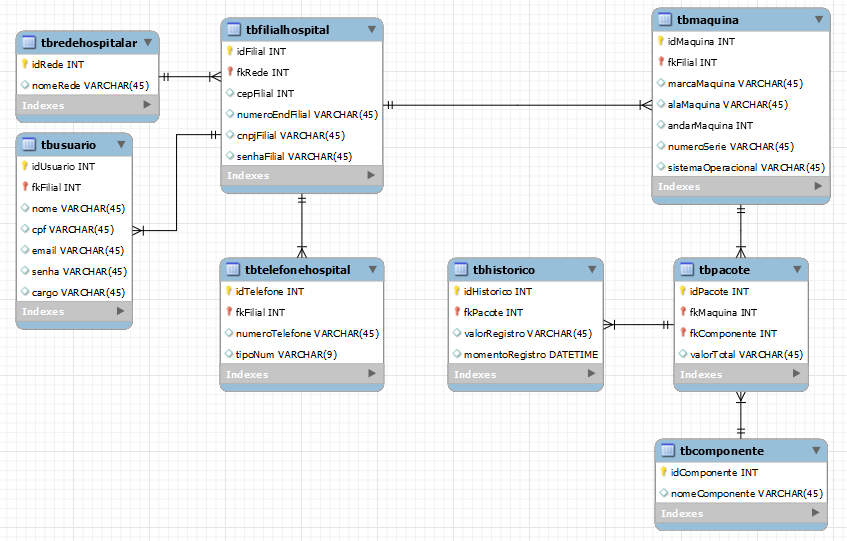 tbredehospitalar
idRede INT
nomeRede VARCHAR(45)
Indexes
tbfilialhospital
idFilial INT
fkRede INT
cepFilial INT
numeroEndFilial VARCHAR(45)
cnpjFilial VARCHAR(45)
senhaFilial VARCHAR(45)
Indexes
tbmaquina
idMaquina INT
fkFilial INT
marcaMaquina VARCHAR(45)
alaMaquina VARCHAR(45)
andarMaquina INT
numeroSerie VARCHAR(45)
sistemaOperacional VARCHAR(45)
Indexes
tbusuario
idUsuario INT
fkFilial INT
nome VARCHAR(45)
cpf VARCHAR(45)
email VARCHAR(45)
senha VARCHAR(45)
cargo VARCHAR(45)
Indexes
tbtelefonehospital
idTelefone INT
fkFilial INT
numeroTelefone VARCHAR(45)
tipoNum VARCHAR(9)
Indexes
tbhistorico
idHistorico INT
fkPacote INT
valorRegistro VARCHAR(45)
momentoRegistro DATETIME
Indexes
tbpacote
idPacote INT
fkMaquina INT
fkComponente INT
valorTotal VARCHAR(45)
Indexes
tbcomponente
idComponente INT
nomeComponente VARCHAR(45)
Indexes